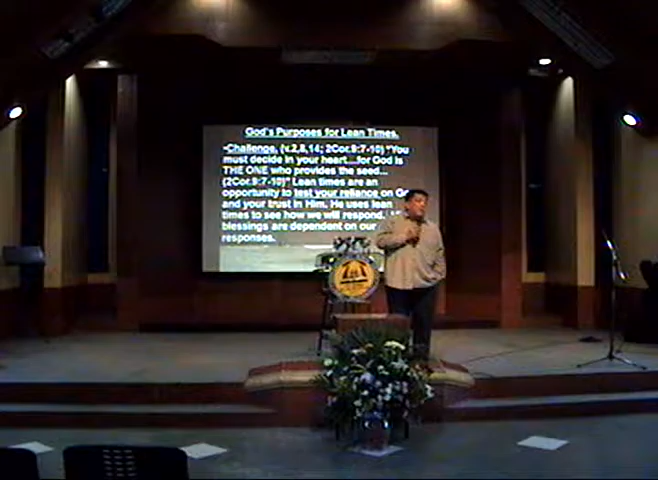 God's Purposes for Lean Times.
-Challenge. (v.2,8,14; 2Cor.9:7-10) "You
must decide in your heart...for God is
THE ONE who provides the seed...
(2Cor.9:7-10)" Lean times are an
opportunity to test your reliance on
and your trust in Him. He uses lean
times to see how we will respond.
blessings are dependent on our
responses.